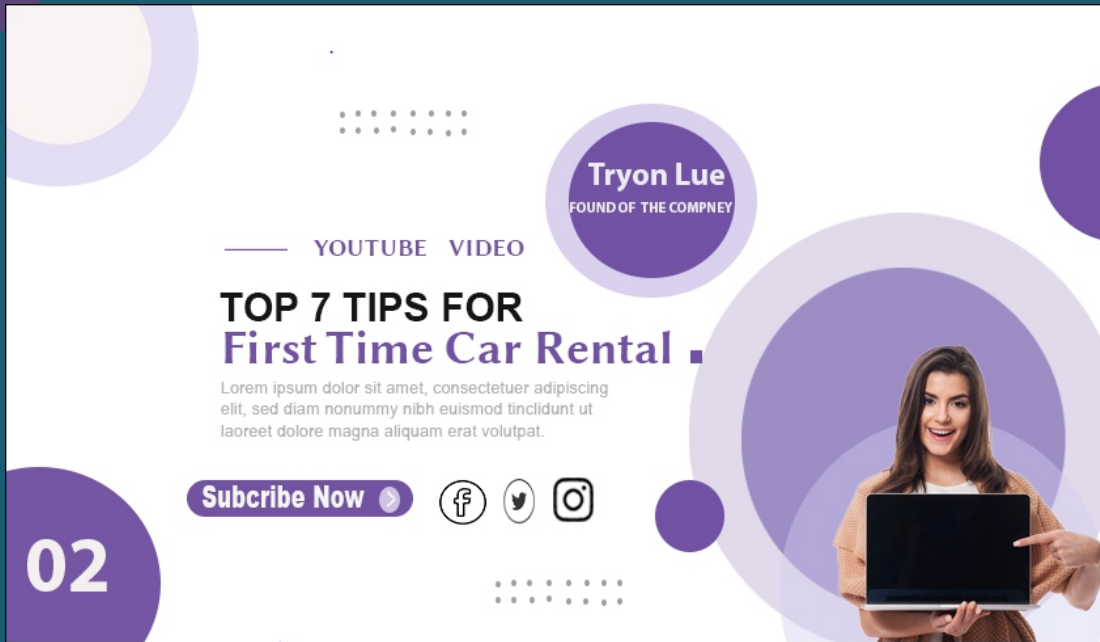 Tryon Lue
FOUND OF THE COMPNEY
YOUTUBE VIDEO
TOP 7 TIPS FOR
First Time Car Rental .
Lorem ipsum dolor sit amet, consectetuer adipiscing
elit, sed diam nonummy nibh euismod tinclidunt ut
laoreet dolore magna aliquam erat volutpat.
Subcribe Now
02